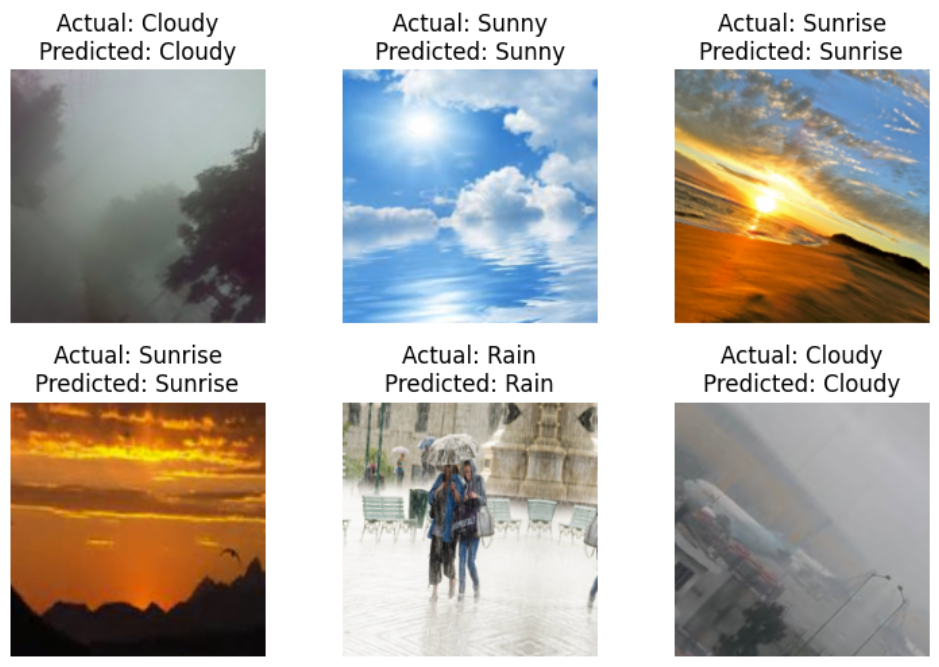 Actual: Cloudy
Predicted: Cloudy
Actual: Sunny
Predicted: Sunny
Actual: Sunrise
Predicted: Sunrise
Actual: Sunrise
Predicted: Sunrise
Actual: Rain
Predicted: Rain
Actual: Cloudy
Predicted: Cloudy